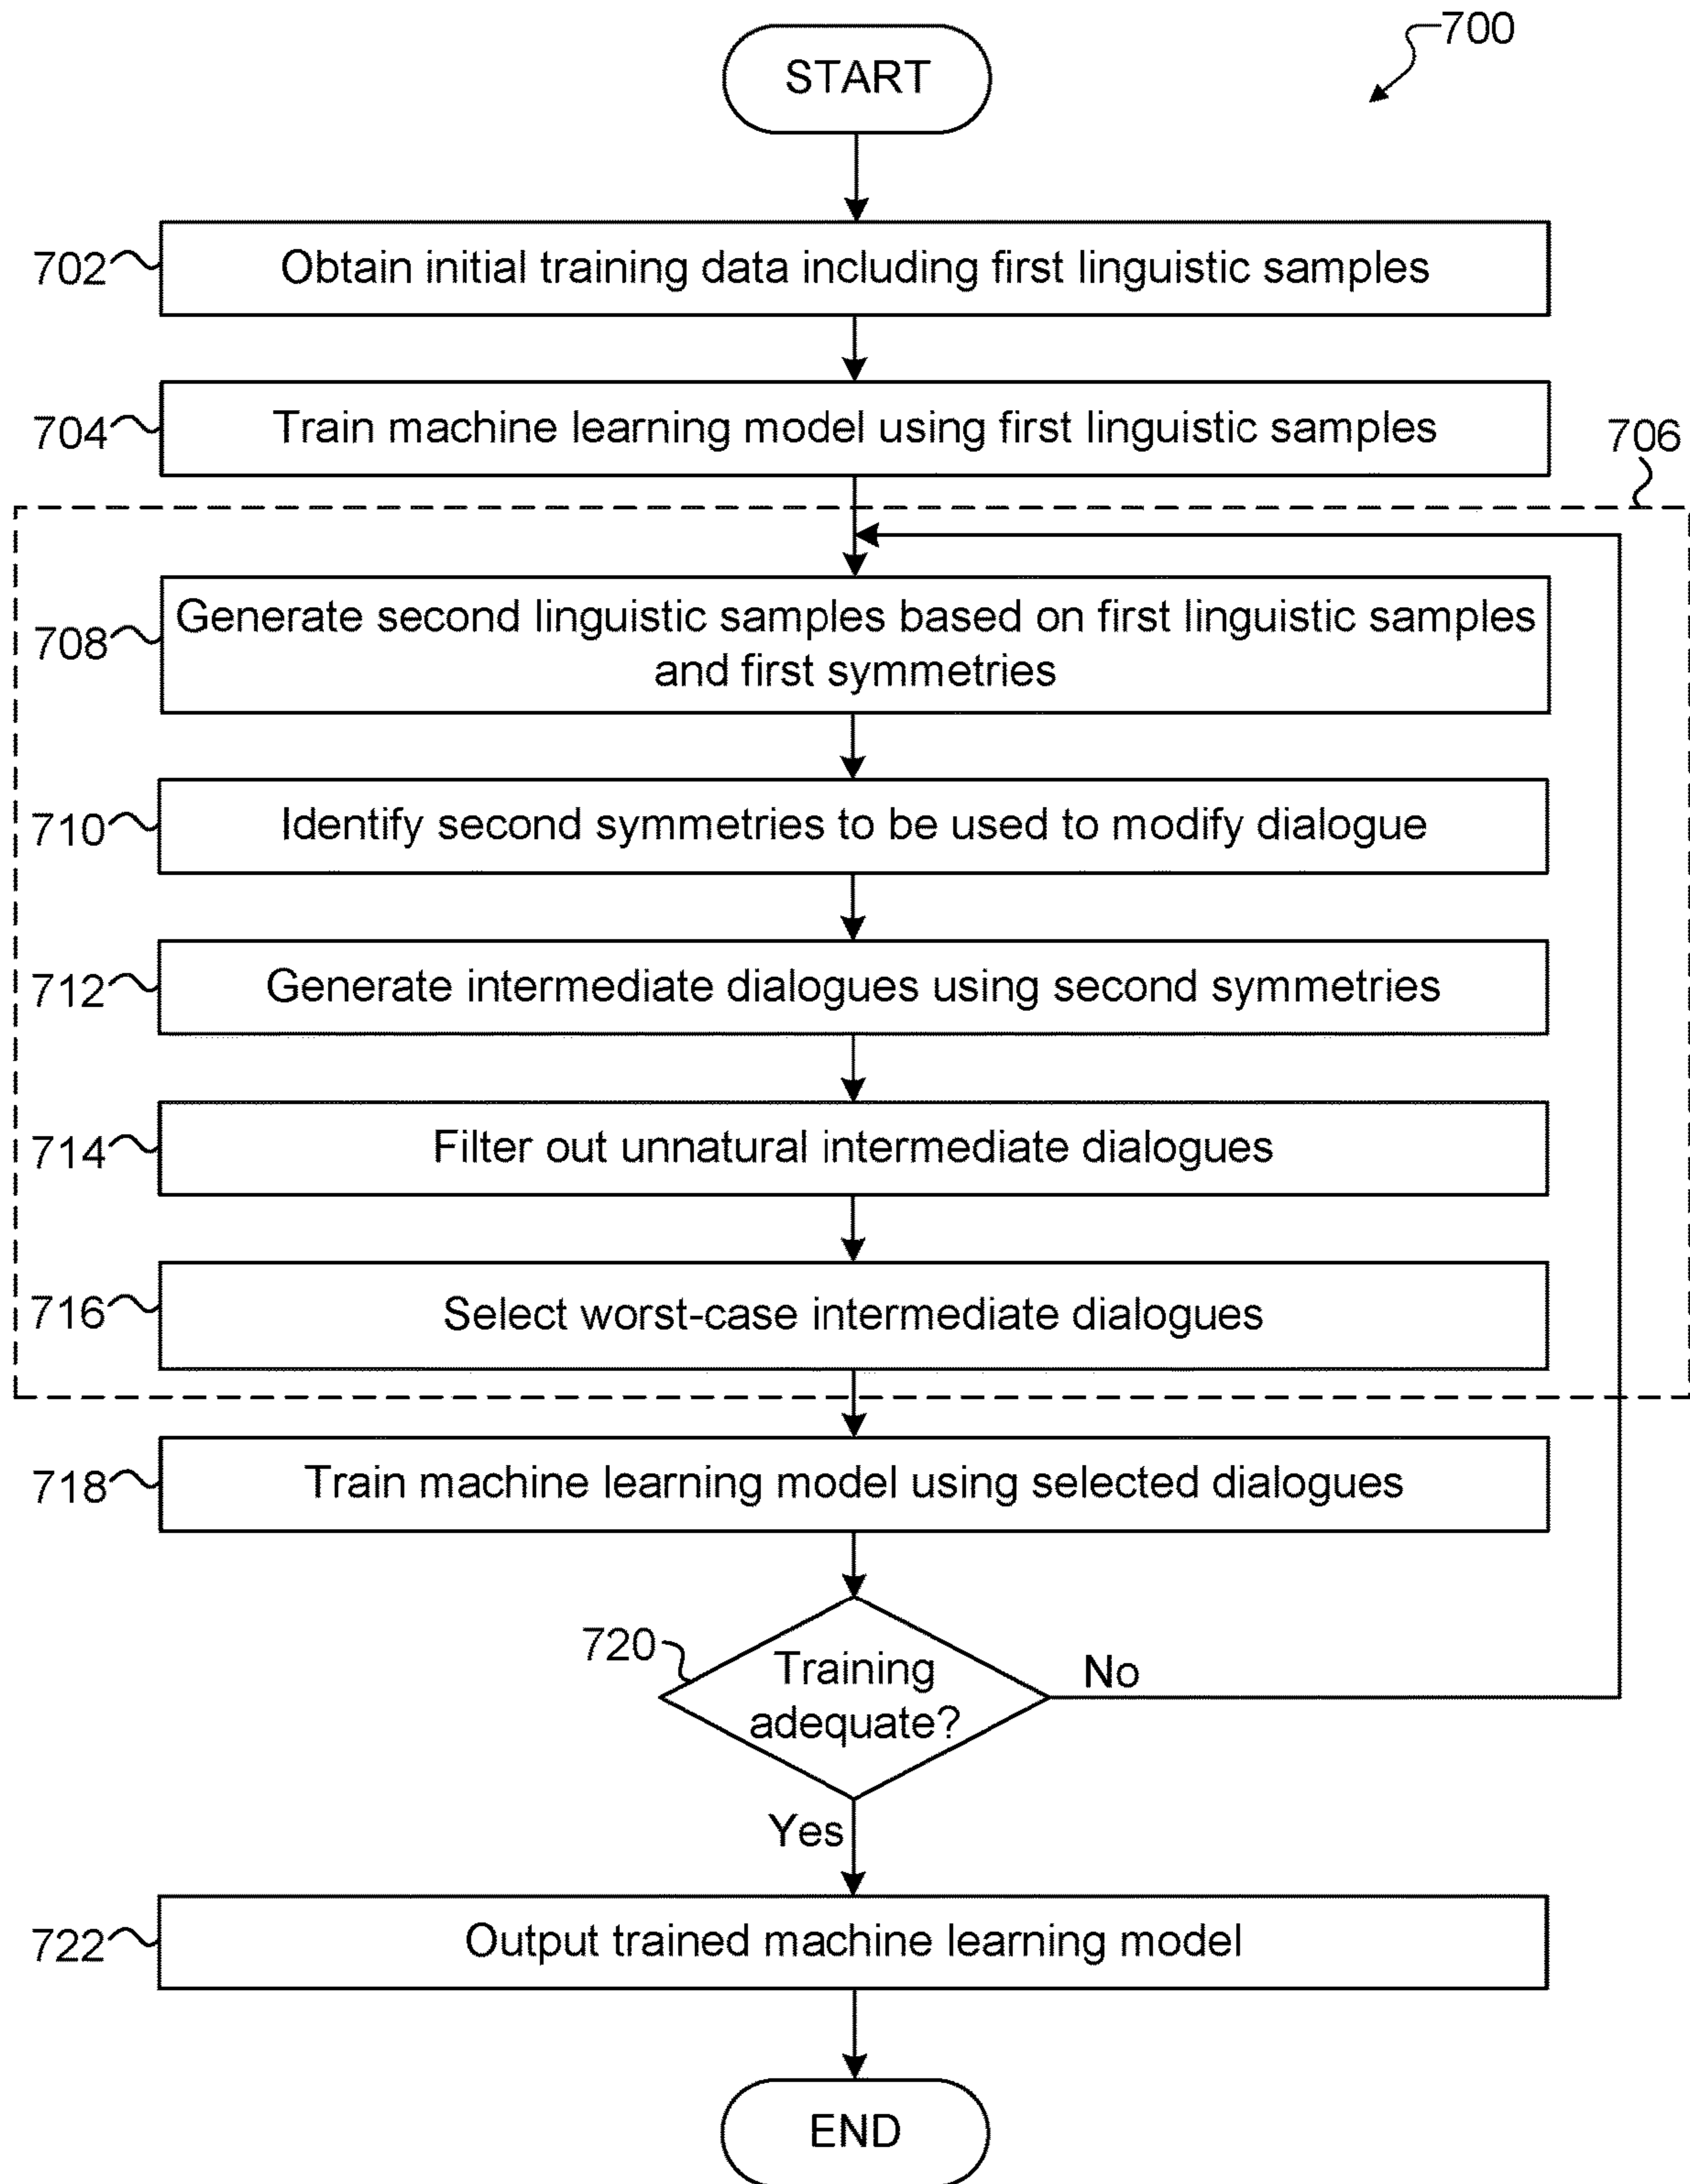 700
START
702
Obtain initial training data including first linguistic samples
704
Train machine learning model using first linguistic samples
706
708
Generate second linguistic samples based on first linguistic samples
and first symmetries
710
Identify second symmetries to be used to modify dialogue
712
Generate intermediate dialogues using second symmetries
714
Filter out unnatural intermediate dialogues
716
Select worst-case intermediate dialogues
718
Train machine learning model using selected dialogues
720
Training
adequate?
No
Yes
722
Output trained machine learning model
END